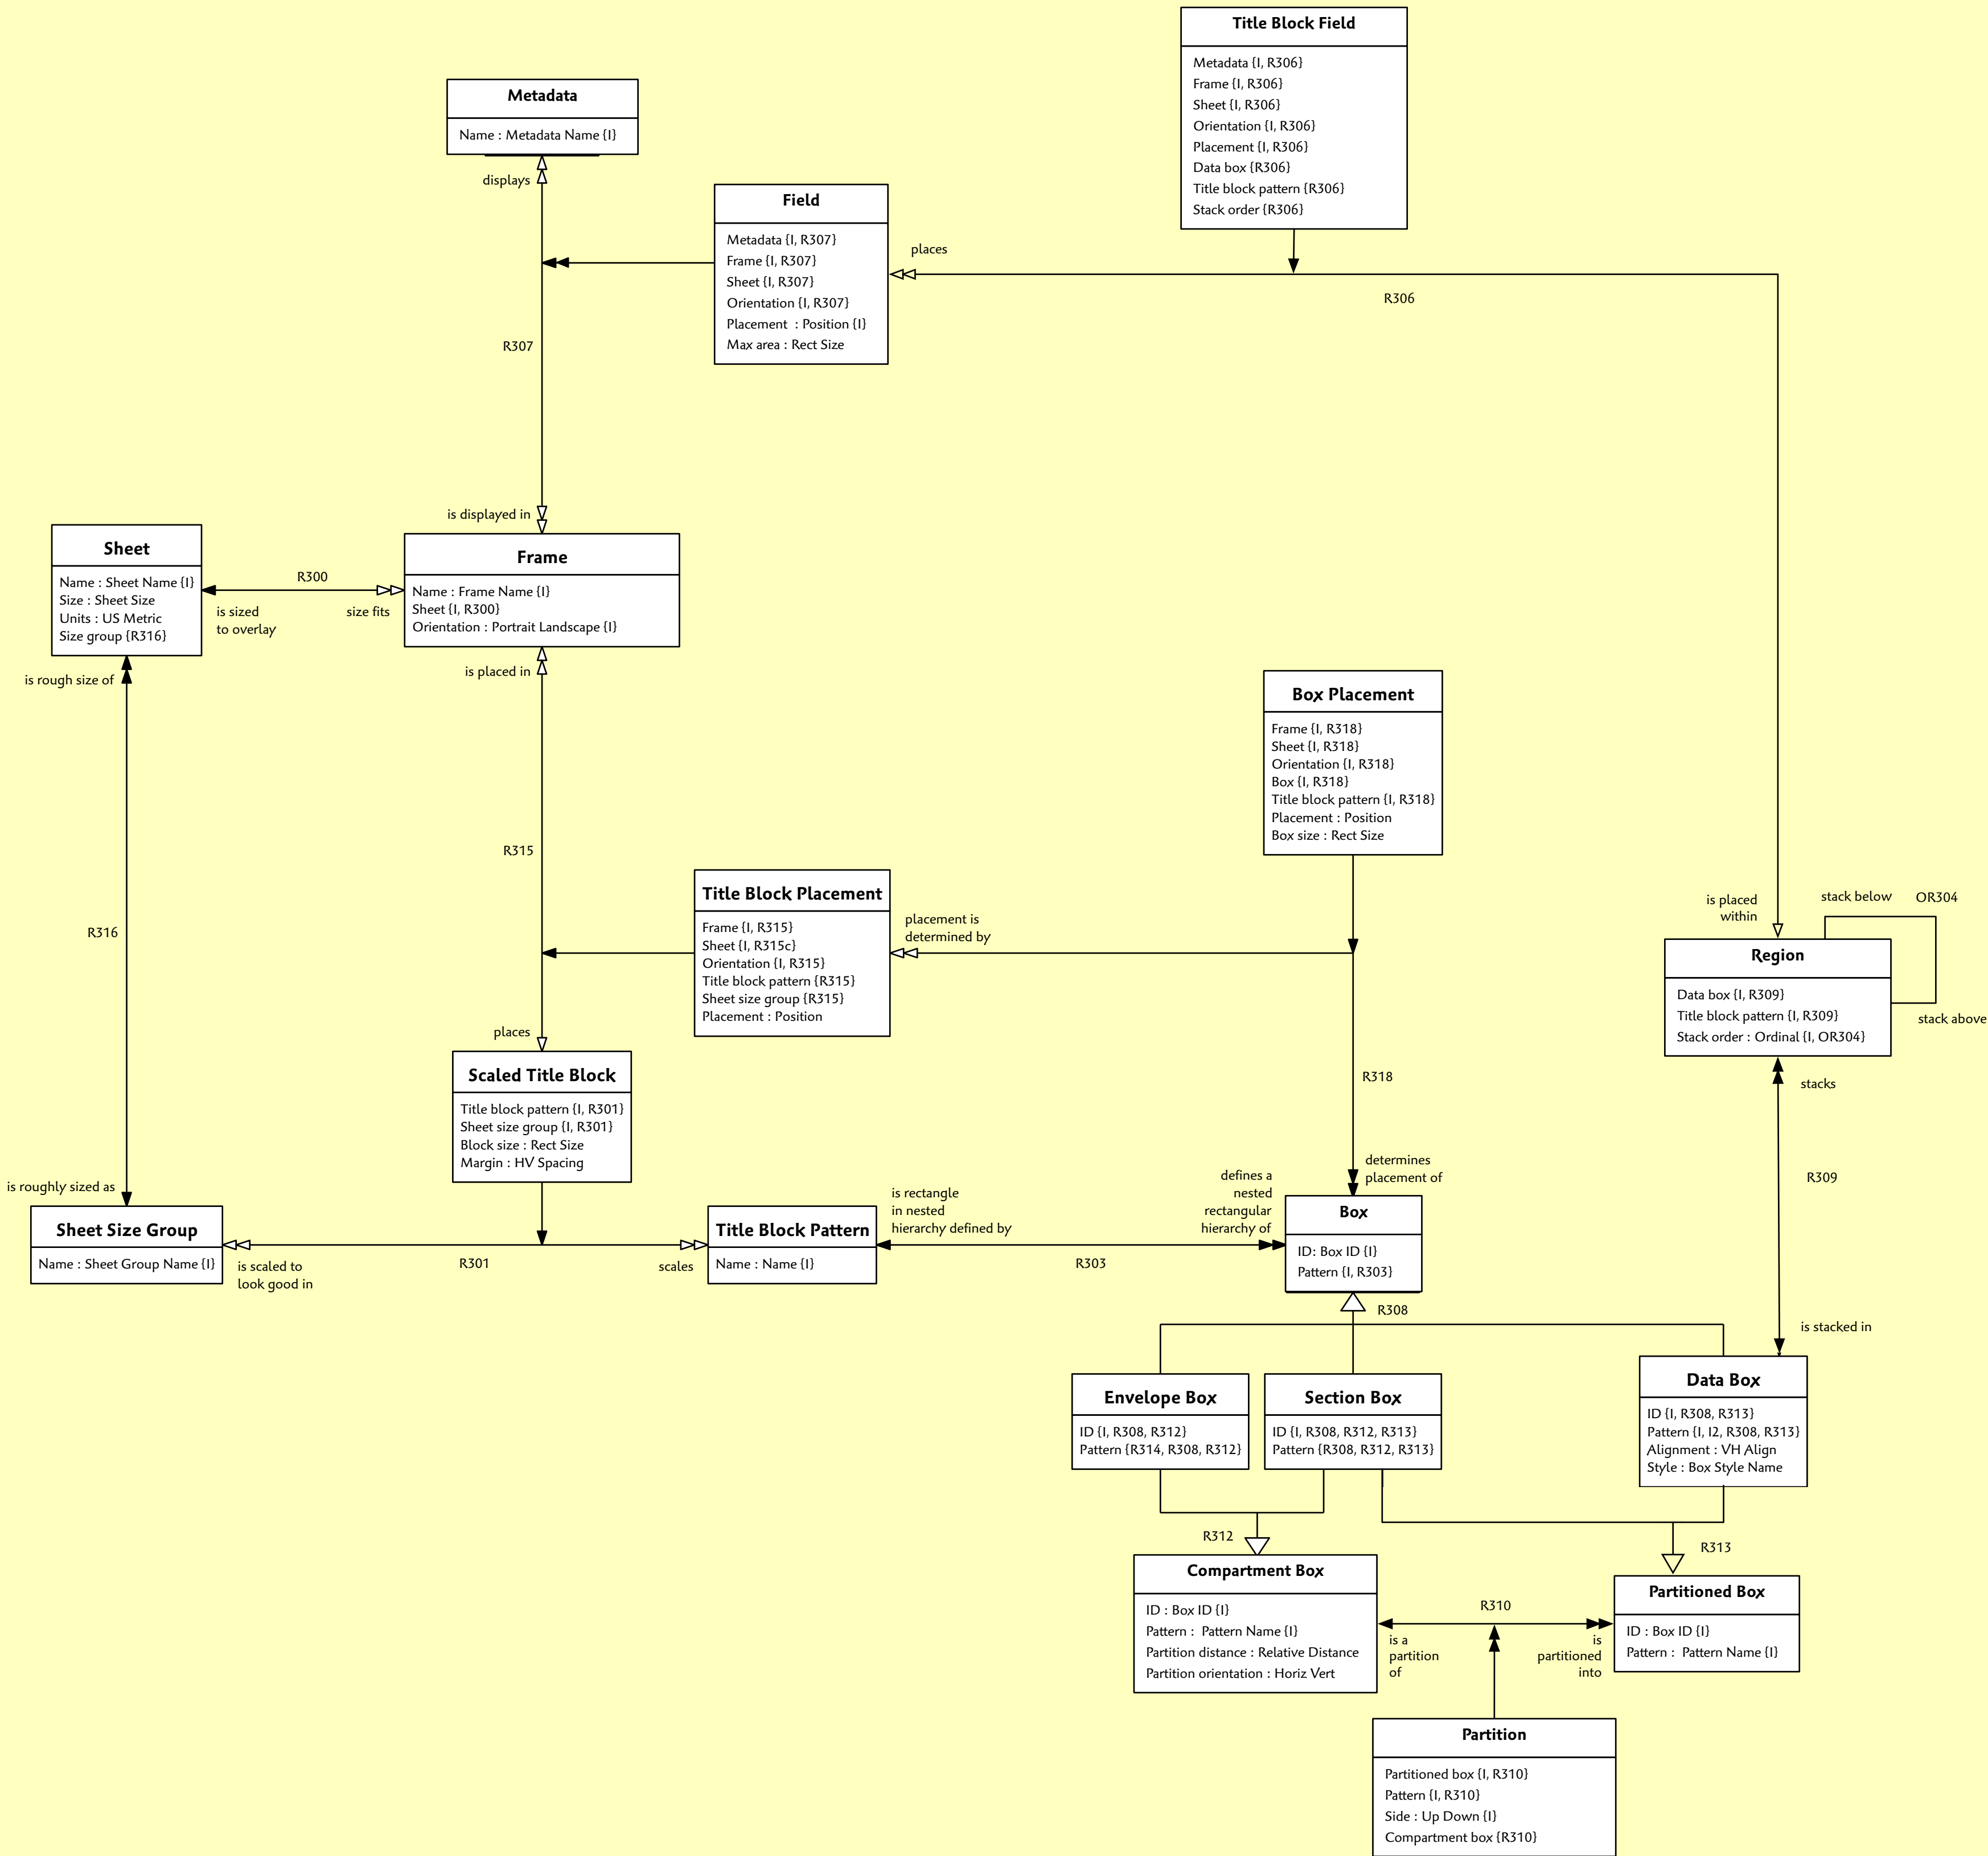 Title Block Field
Metadata {I, R306}
Frame {I, R306}
Sheet {I, R306}
Orientation {I, R306}
Placement {I, R306}
Data box {R306}
Title block pattern {R306}
Stack order {R306}
Metadata
Name : Metadata Name {I}
displays
Field
Metadata {I, R307}
Frame {I, R307}
Sheet {I, R307}
Orientation {I, R307}
Placement  : Position {I}
Max area : Rect Size
places
R306
R307
is displayed in
Sheet
Name : Sheet Name {I}
Size : Sheet Size
Units : US Metric
Size group {R316}
R300
is sized
to overlay
size fits
Frame
Name : Frame Name {I}
Sheet {I, R300}
Orientation : Portrait Landscape {I}
is rough size of
is placed in
Box Placement
Frame {I, R318}
Sheet {I, R318}
Orientation {I, R318}
Box {I, R318}
Title block pattern {I, R318}
Placement : Position
Box size : Rect Size
R315
R316
Title Block Placement
Frame {I, R315}
Sheet {I, R315c}
Orientation {I, R315}
Title block pattern {R315}
Sheet size group {R315}
Placement : Position
placement is
determined by
is placed
within
stack below
OR304
Region
Data box {I, R309}
Title block pattern {I, R309}
Stack order : Ordinal {I, OR304}
stack above
stacks
places
Scaled Title Block
Title block pattern {I, R301}
Sheet size group {I, R301}
Block size : Rect Size
Margin : HV Spacing
R318
R309
is roughly sized as
Sheet Size Group
Name : Sheet Group Name {I}
is scaled to
look good in
R301
scales
Title Block Pattern
Name : Name {I}
is rectangle
in nested
hierarchy defined by
R303
defines a
nested
rectangular
hierarchy of
determines
placement of
Box
ID: Box ID {I}
Pattern {I, R303}
R308
is stacked in
Envelope Box
ID {I, R308, R312}
Pattern {R314, R308, R312}
Section Box
ID {I, R308, R312, R313}
Pattern {R308, R312, R313}
Data Box
ID {I, R308, R313}
Pattern {I, I2, R308, R313}
Alignment : VH Align
Style : Box Style Name
R312
R313
Compartment Box
ID : Box ID {I}
Pattern :  Pattern Name {I}
Partition distance : Relative Distance
Partition orientation : Horiz Vert
R310
is a
partition
of
is
partitioned
into
Partitioned Box
ID : Box ID {I}
Pattern :  Pattern Name {I}
Partition
Partitioned box {I, R310}
Pattern {I, R310}
Side : Up Down {I}
Compartment box {R310}